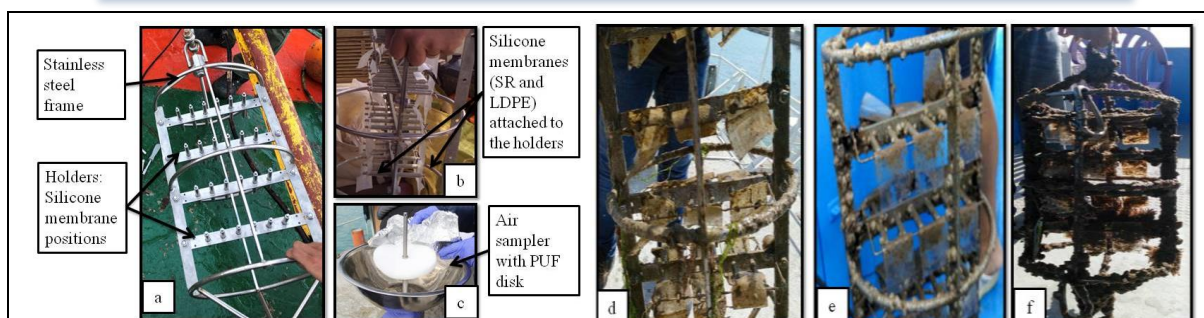 Stainless
steel
frame
Holders:
Silicone
membrane
positions
a
Silicone
membranes
(SR and
LDPE)
attached to
the holders
b
Air
sampler
with PUF
disk
c
d
e
f